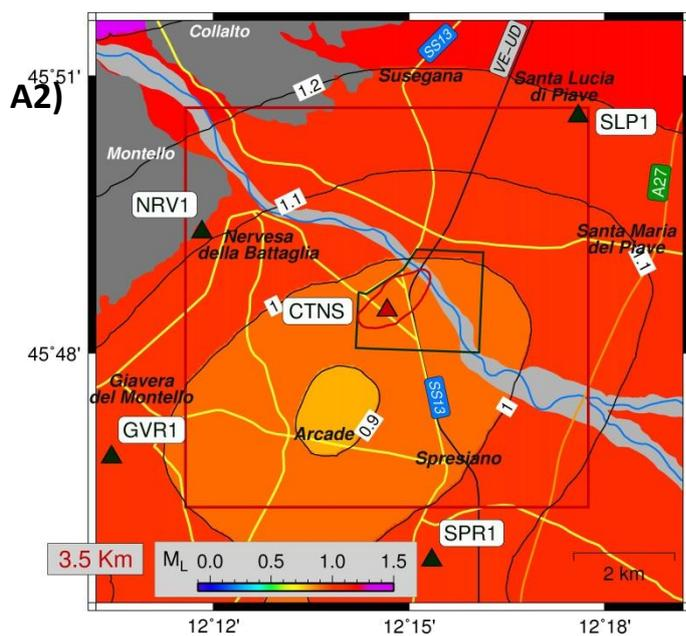 A2)
45°51'
45°48'
Collalto
SS13
VE-UD
Susegana
Santa Lucia
di Piave
1.2
SLP1
Montello
A27
NRV1
1.1
Nervesa
della Battaglia
Santa Maria
del Piave
1.1
1
CTNS
Giavera
del Montello
SS13
1
GVR1
0.9
Arcade
Spresiano
SPR1
3.5 Km
ML 0.0 0.5 1.0 1.5
2 km
12°12' 12°15' 12°18'